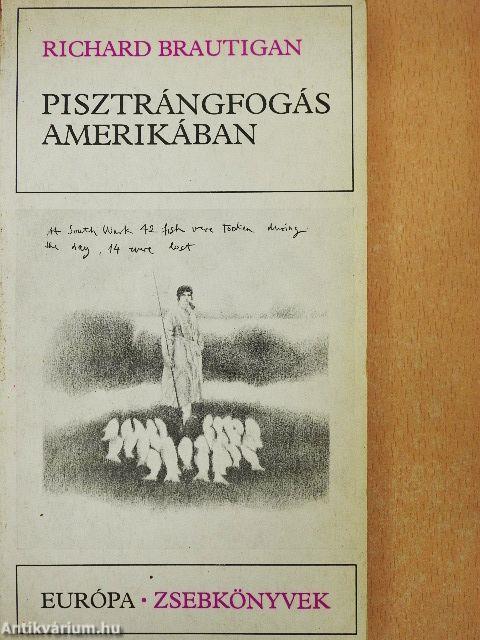 RICHARD BRAUTIGAN
PISZTRÁNGFOGÁS
AMERIKÁBAN
At South Wark 42 fish were during
the day, 14 were lost
EURÓPA • ZSEBKÖNYVEK
Antikvárium.hu